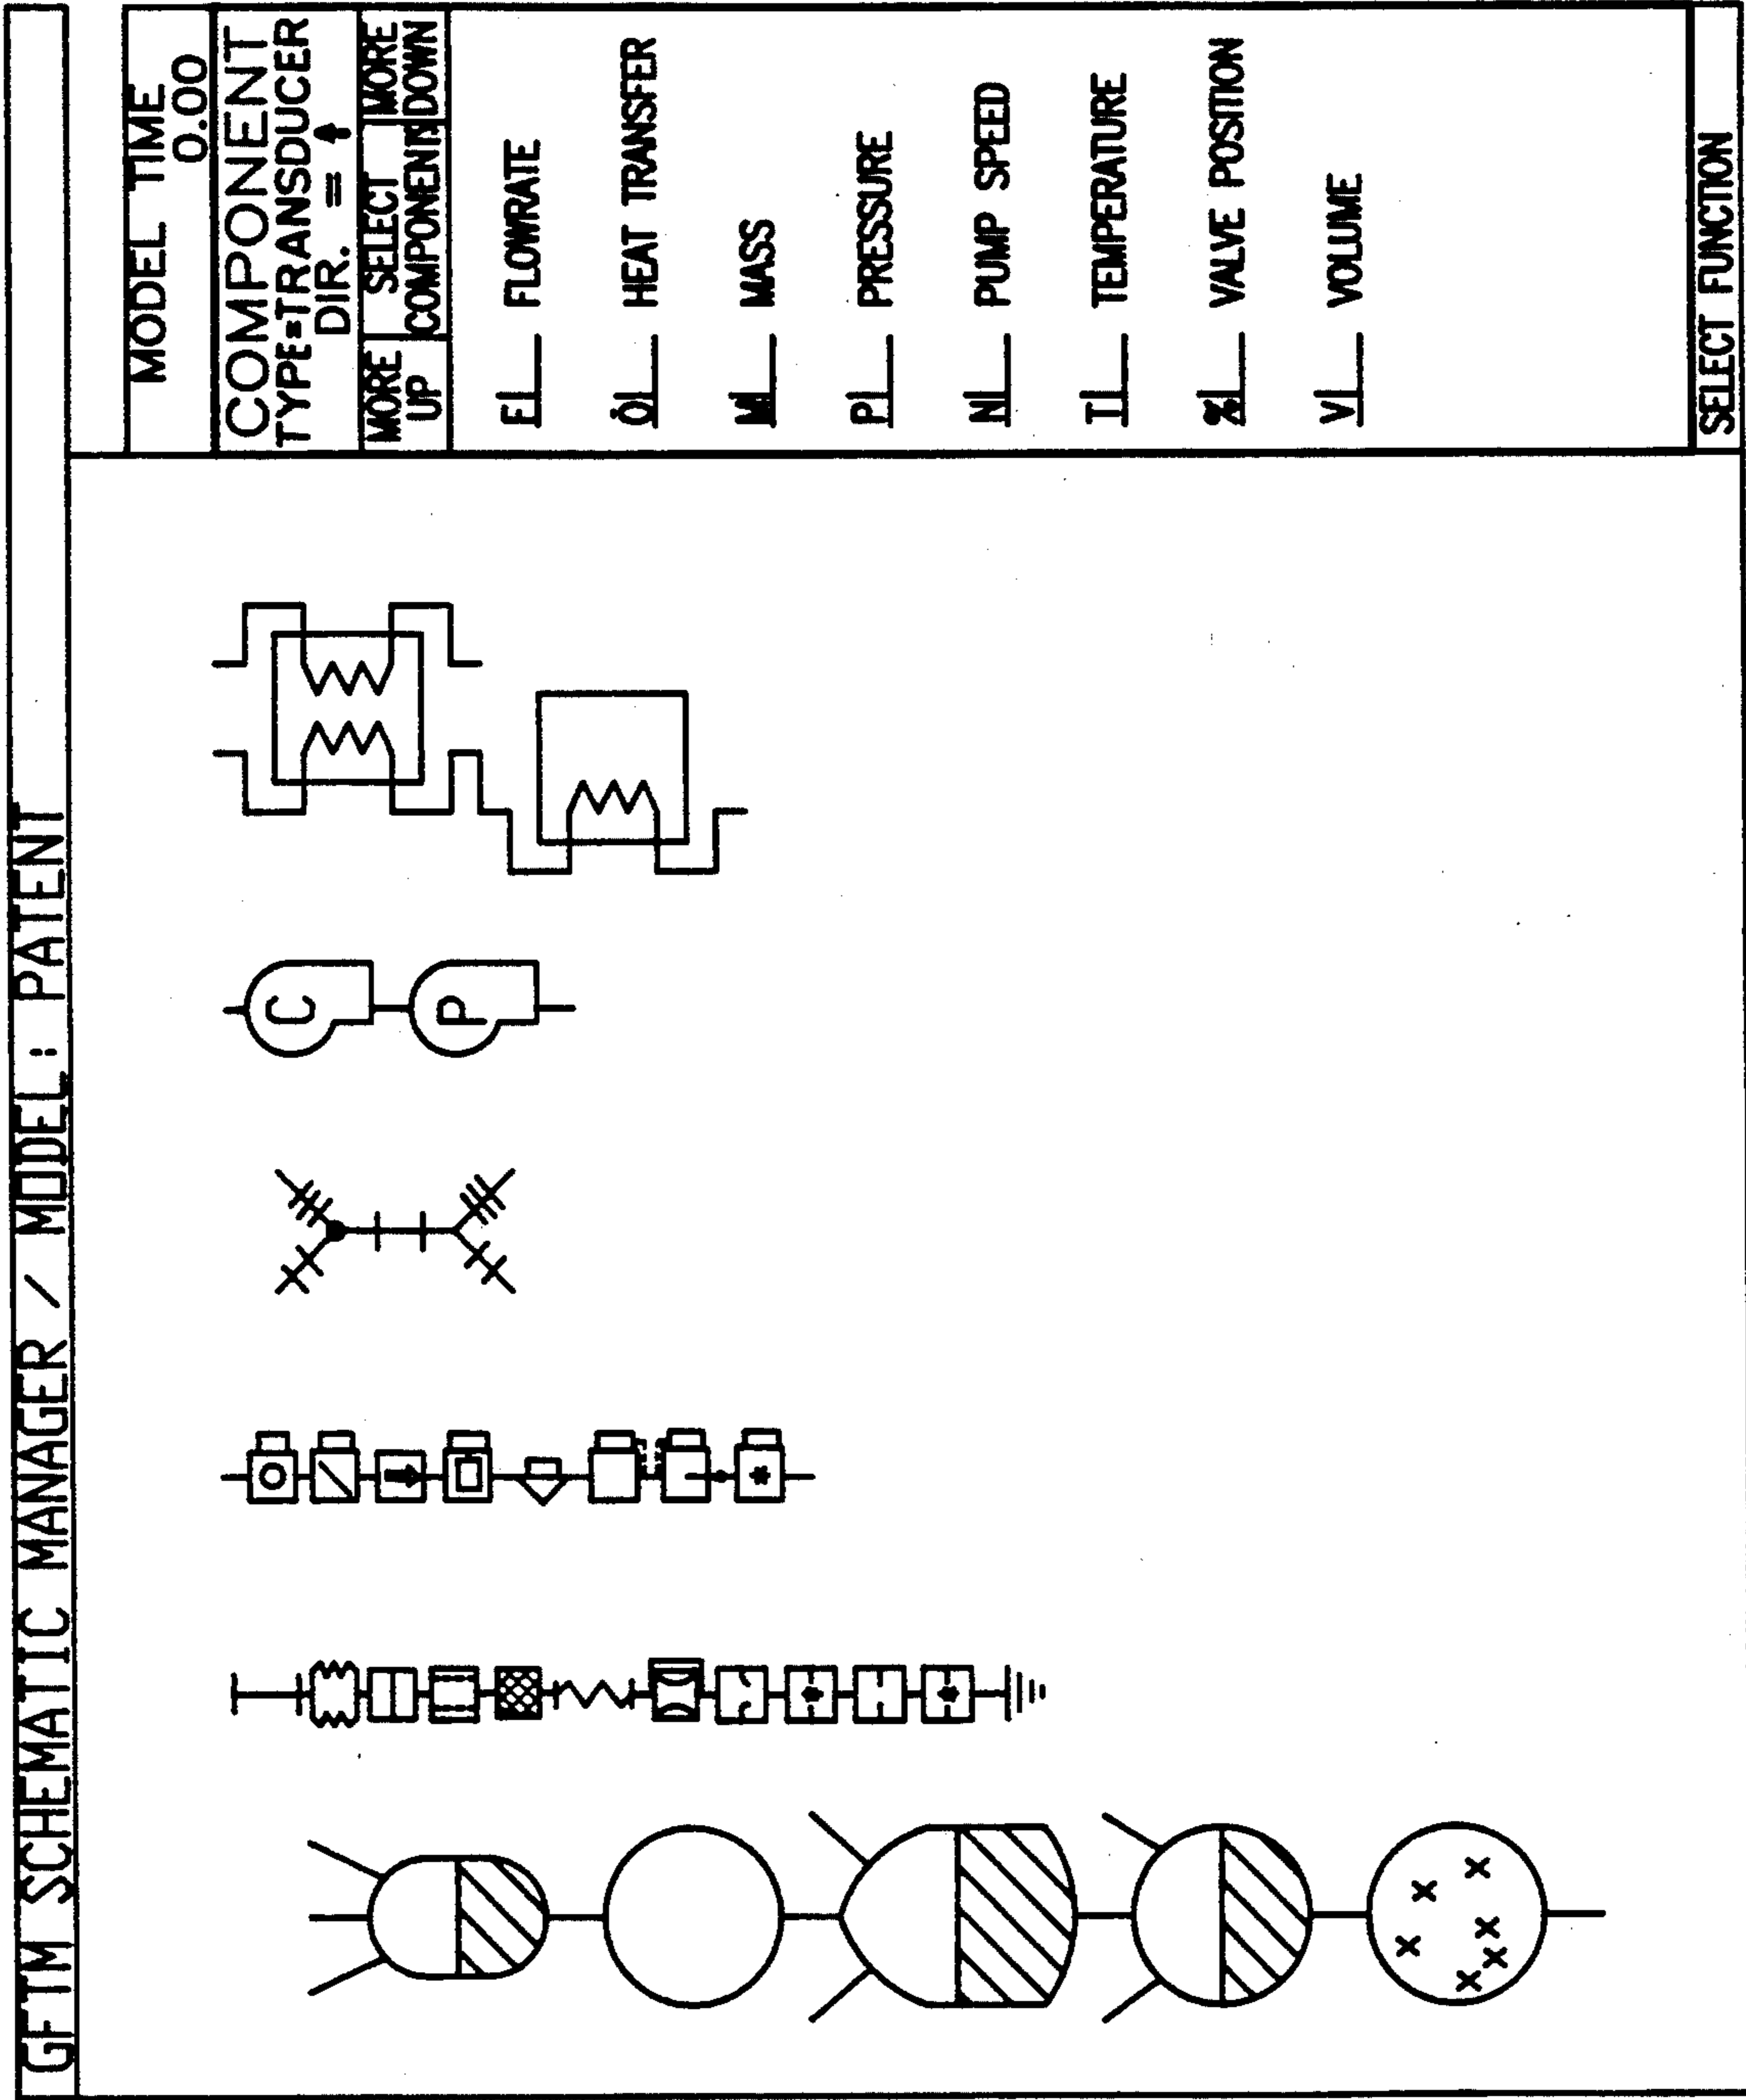 GFTM SCHEMATIC MANAGER / MODEL: PATENT
MODEL TIME
0.00
COMPONENT
TYPE=TRANSDUCER
DIR. =
MORE UP
SELECT COMPONENT
MORE DOWN
F FLOWRATE
Q̇ HEAT TRANSFER
M MASS
P PRESSURE
N PUMP SPEED
T TEMPERATURE
% VALVE POSITION
V VOLUME
SELECT FUNCTION
C
P